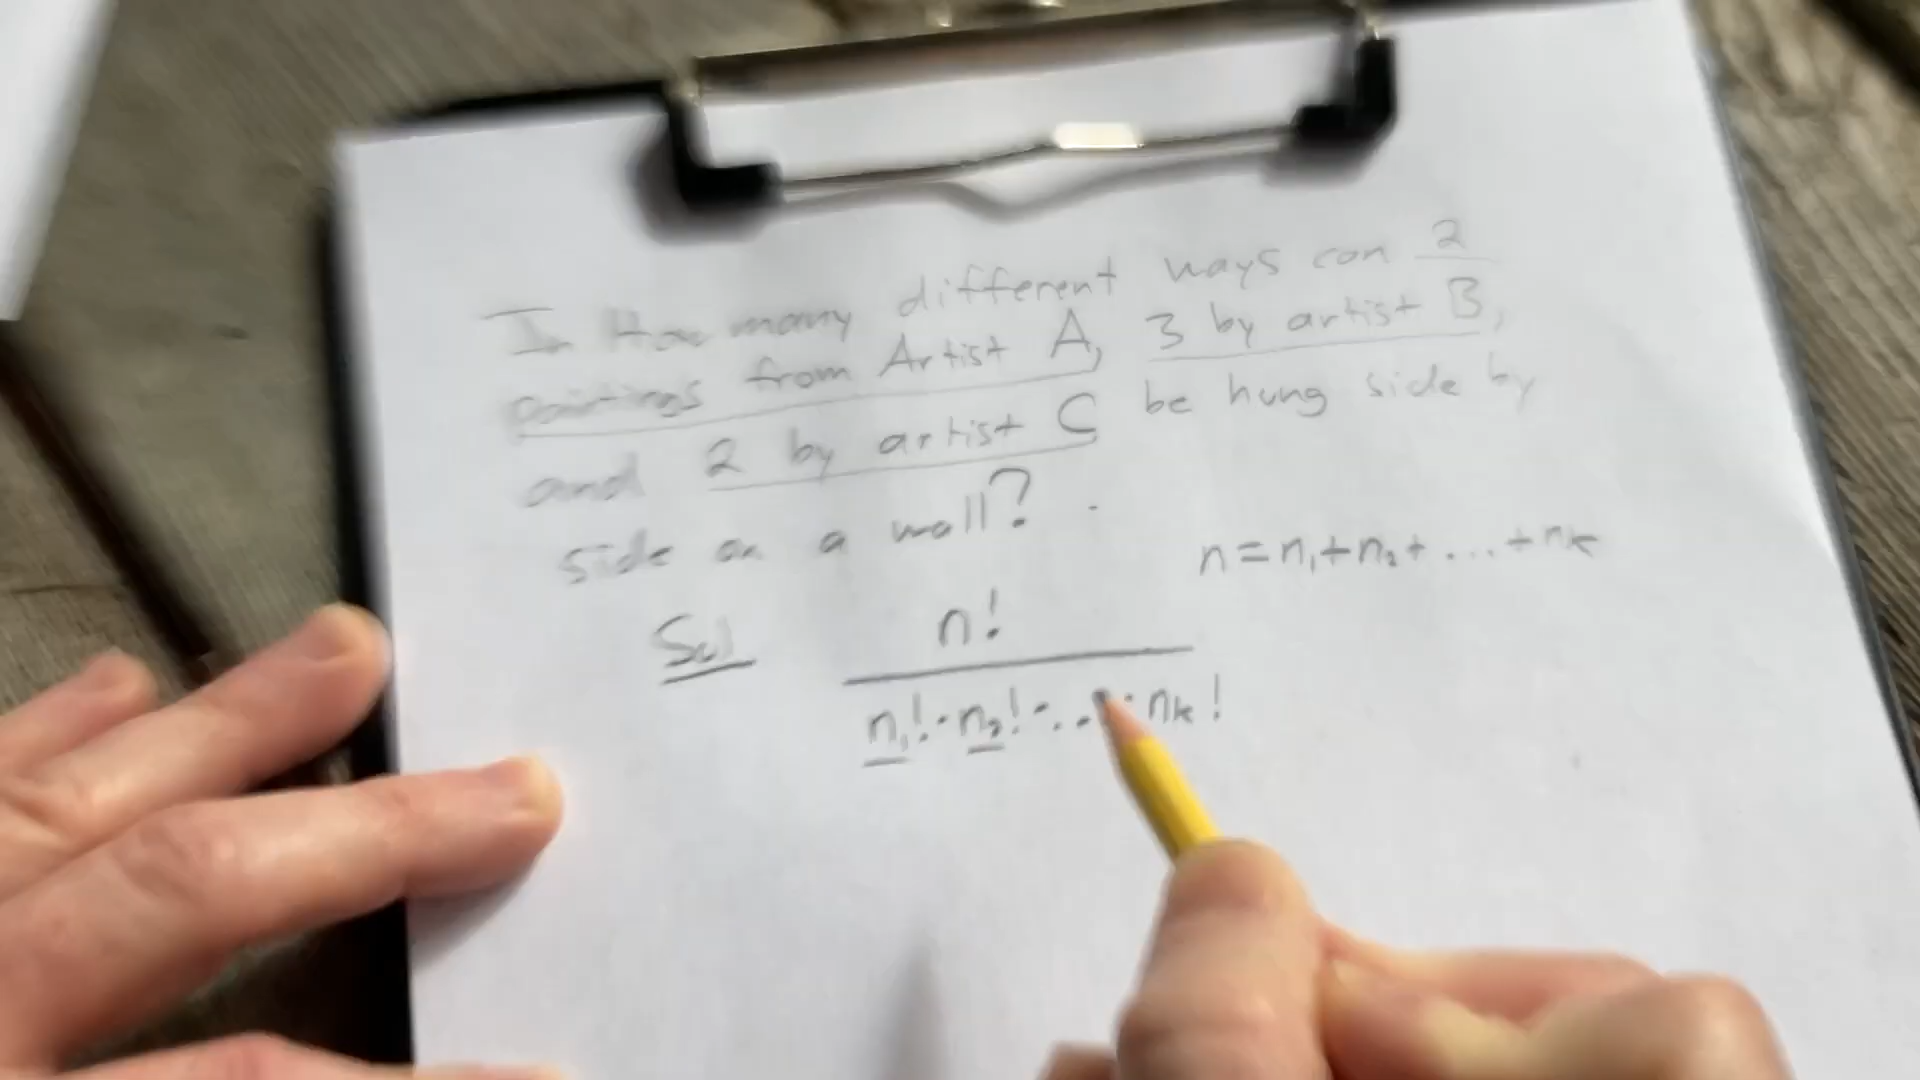 In How many different ways can 2
paintings from Artist A, 3 by artist B,
and 2 by artist C be hung side by
side on a wall?
n=n₁+n₂+...+nₖ
Sol
n!
n₁!·n₂!·...·nₖ!